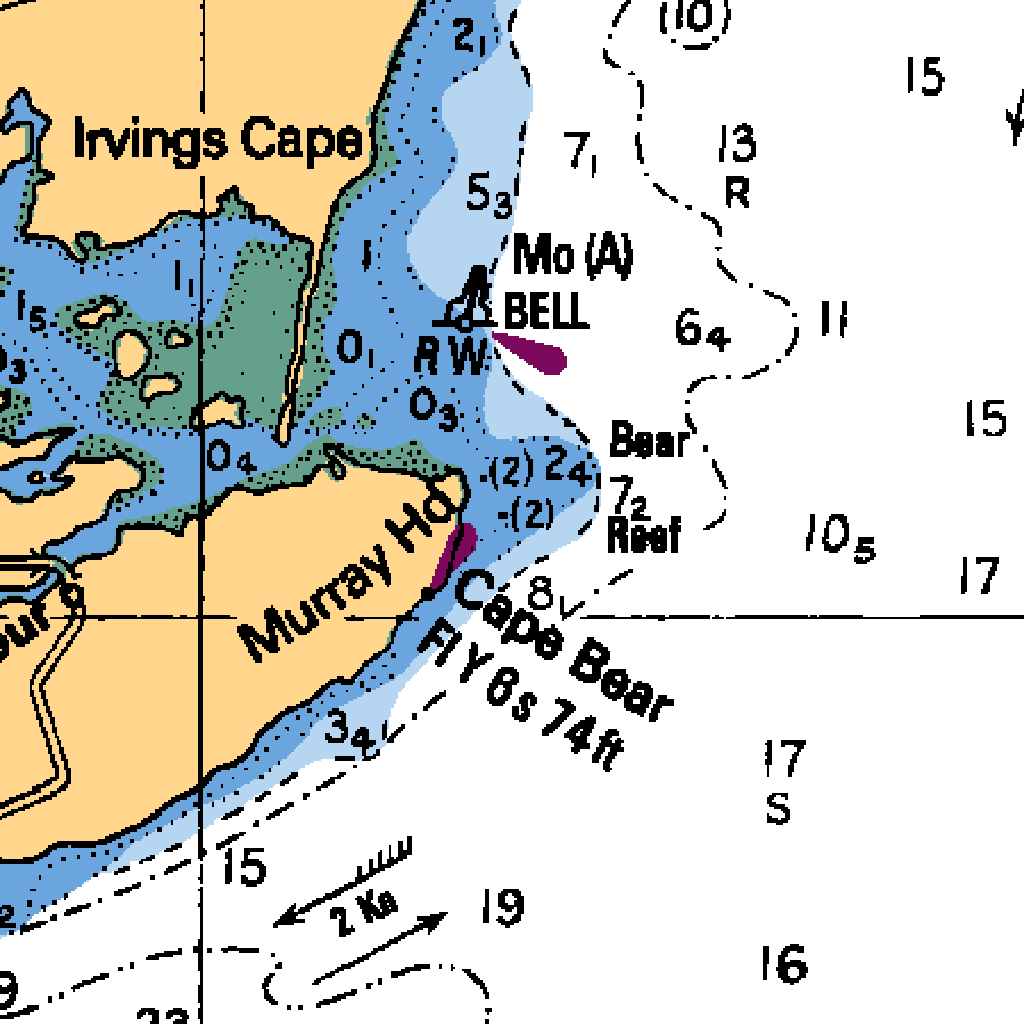 (10)
2₁
15
Irvings Cape
7₁
13
R
5₃
1
Mo (A)
1₁
BELL
1₅
6₄
11
0₁
R W
0₃
15
Bear
0₄
(2) 2₄
7₂
(2)
Reef
10₅
Murray Hd
17
8
Cape Bear
Fl Y 6s 74ft
3₄
17
S
15
2 Kn
19
16